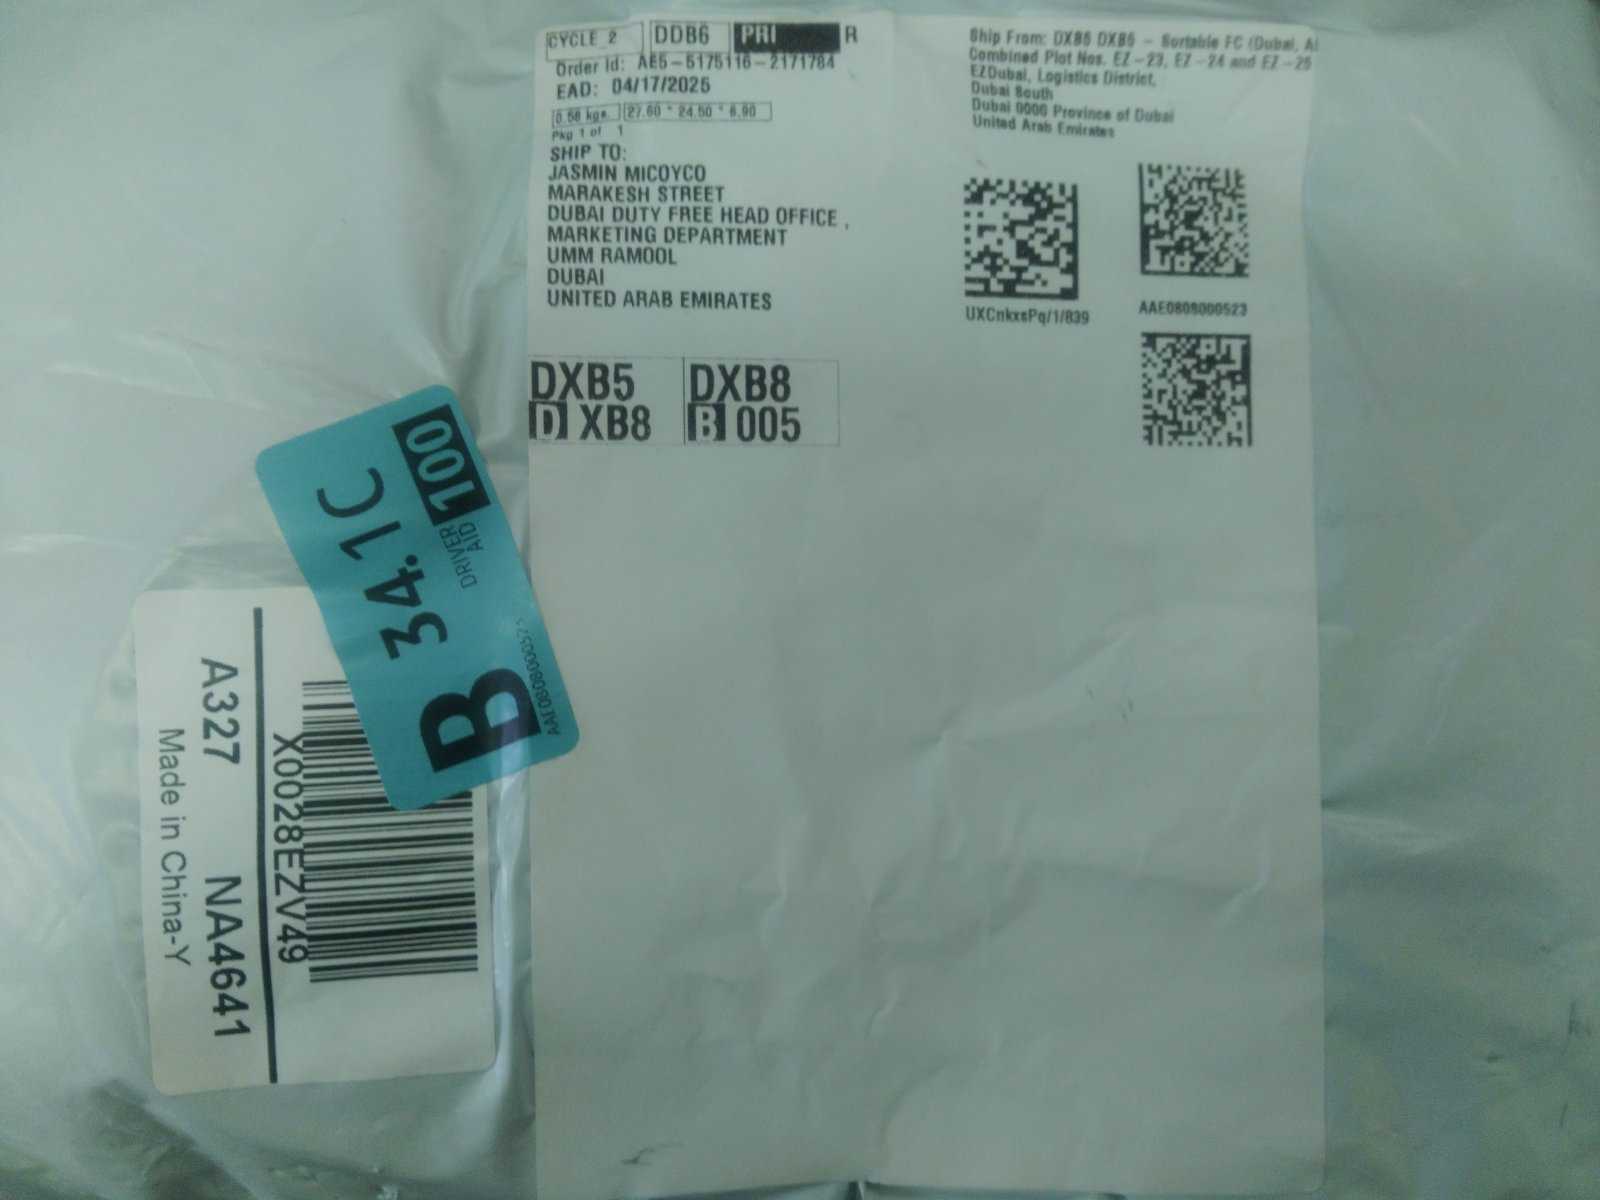 CYCLE_2 DDB6 PRI R
Order Id: AE5-5175116-2171784
EAD: 04/17/2025
0.58 kgs. 27.60 * 24.50 * 6.90
Pkg 1 of 1
SHIP TO:
JASMIN MICOYCO
MARAKESH STREET
DUBAI DUTY FREE HEAD OFFICE ,
MARKETING DEPARTMENT
UMM RAMOOL
DUBAI
UNITED ARAB EMIRATES
Ship From: DXB5 DXB5 - Sortable FC (Dubai, A
Combined Plot Nos. EZ-23, EZ-24 and EZ-25
EZDubai, Logistics District,
Dubai South
Dubai 0000 Province of Dubai
United Arab Emirates
UXCnkxsPq/1/839
AAE0808000523
DXB5 DXB8
D XB8 B 005
B 34.1C
DRIVER AID 100
X0028EZV49
A327 NA4641
Made in China-Y